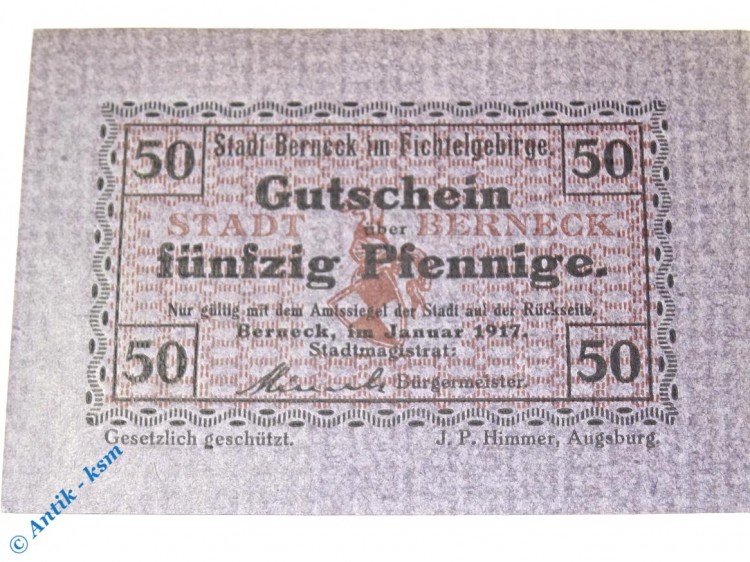 50 Stadt Berneck im Fichtelgebirge. 50
Gutschein
STADT über BERNECK
fünfzig Pfennige.
Nur gültig mit dem Amtssiegel der Stadt auf der Rückseite.
Berneck, im Januar 1917.
Stadtmagistrat:
50 Bürgermeister. 50
Gesetzlich geschützt. J. P. Himmer, Augsburg.
© Antik - ksm